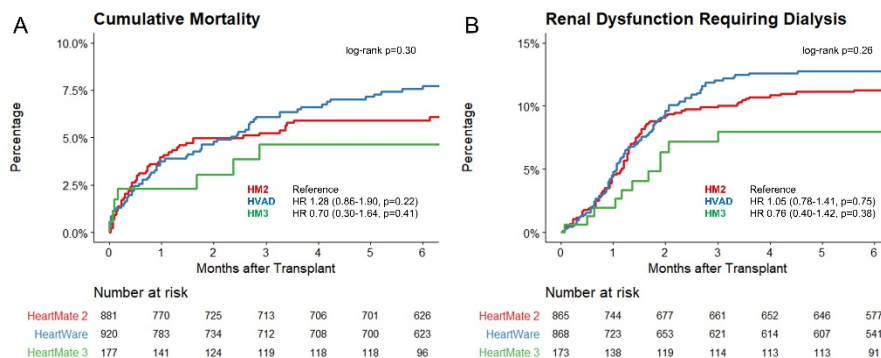 A
Cumulative Mortality
log-rank p=0.30
10.0%
7.5%
5.0%
2.5%
0.0%
Percentage
HM2 Reference
HVAD HR 1.28 (0.86-1.90, p=0.22)
HM3 HR 0.70 (0.30-1.64, p=0.41)
0 1 2 3 4 5 6
Months after Transplant
Number at risk
HeartMate 2 881 770 725 713 706 701 626
HeartWare 920 783 734 712 708 700 623
HeartMate 3 177 141 124 119 118 118 96
B
Renal Dysfunction Requiring Dialysis
log-rank p=0.26
15%
10%
5%
0%
Percentage
HM2 Reference
HVAD HR 1.05 (0.78-1.41, p=0.75)
HM3 HR 0.76 (0.40-1.42, p=0.38)
0 1 2 3 4 5 6
Months after Transplant
Number at risk
HeartMate 2 865 744 677 661 652 646 577
HeartWare 868 723 653 621 614 607 541
HeartMate 3 173 138 119 114 113 113 91